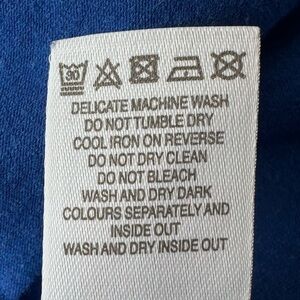 30
DELICATE MACHINE WASH
DO NOT TUMBLE DRY
COOL IRON ON REVERSE
DO NOT DRY CLEAN
DO NOT BLEACH
WASH AND DRY DARK
COLOURS SEPARATELY AND
INSIDE OUT
WASH AND DRY INSIDE OUT